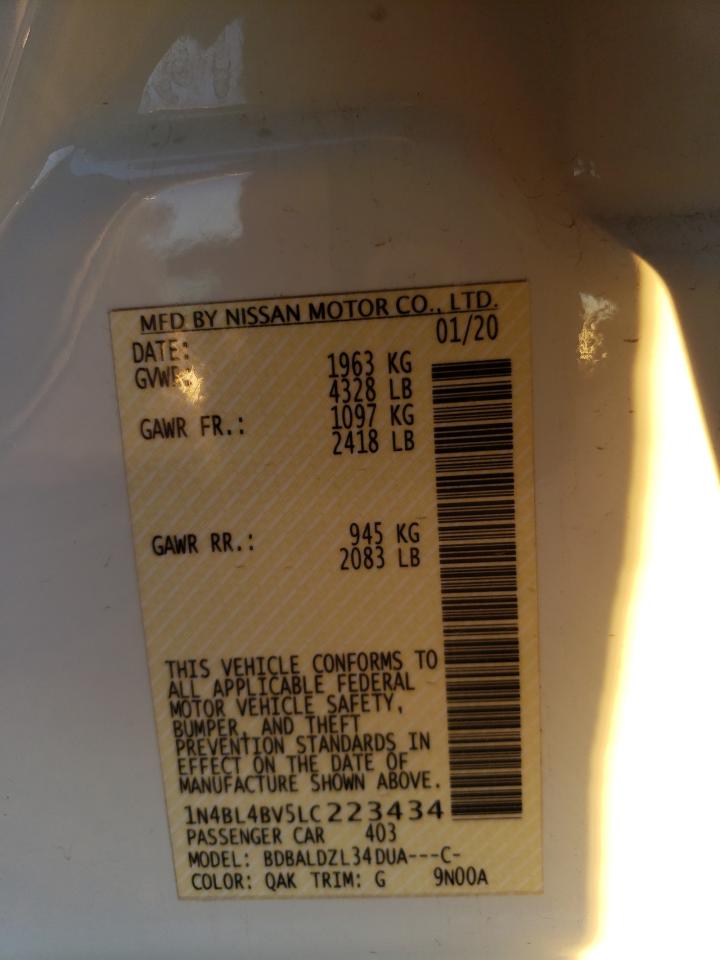 MFD BY NISSAN MOTOR CO., LTD.
DATE: 01/20
GVWR: 1963 KG
4328 LB
GAWR FR.: 1097 KG
2418 LB
GAWR RR.: 945 KG
2083 LB
THIS VEHICLE CONFORMS TO
ALL APPLICABLE FEDERAL
MOTOR VEHICLE SAFETY,
BUMPER, AND THEFT
PREVENTION STANDARDS IN
EFFECT ON THE DATE OF
MANUFACTURE SHOWN ABOVE.
1N4BL4BV5LC223434
PASSENGER CAR 403
MODEL: BDBALDZL34DUA---C-
COLOR: QAK TRIM: G 9N00A